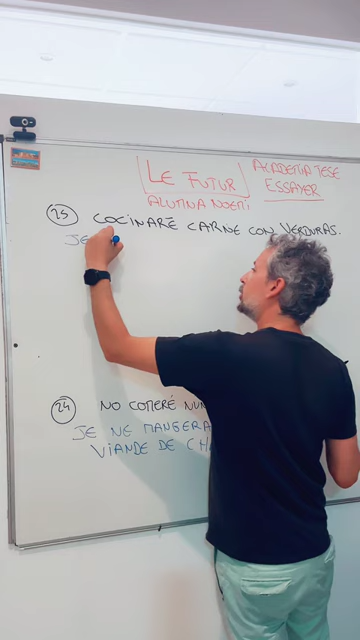 LE FUTUR
ACADEMIA TESE
ESSAYER
ALUMNA NOEMI
25 COCINARÉ CARNE CON VERDURAS.
JE
24 NO COMERÉ
JE NE MANGERA
VIANDE DE